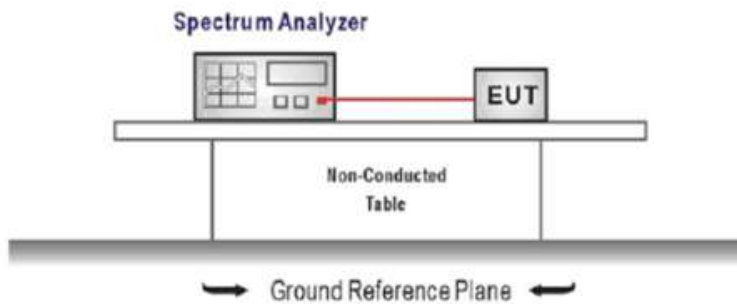 Spectrum Analyzer
EUT
Non-Conducted
Table
Ground Reference Plane